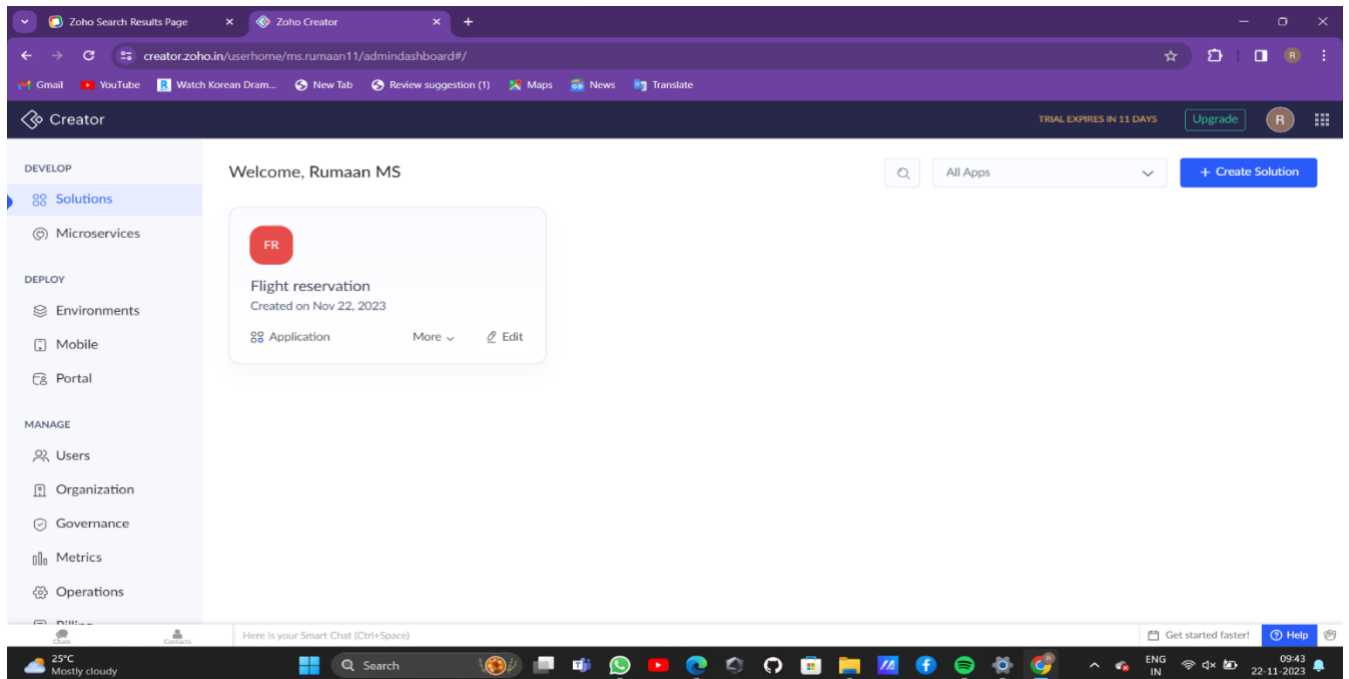 Zoho Search Results Page
Zoho Creator
creator.zoho.in/userhome/ms.rumaan11/admindashboard#/
R
Gmail
YouTube
Watch Korean Dram...
New Tab
Review suggestion (1)
Maps
News
Translate
Creator
TRIAL EXPIRES IN 11 DAYS
Upgrade
R
DEVELOP
Solutions
Microservices
DEPLOY
Environments
Mobile
Portal
MANAGE
Users
Organization
Governance
Metrics
Operations
Welcome, Rumaan MS
All Apps
+ Create Solution
FR
Flight reservation
Created on Nov 22, 2023
Application
More
Edit
Chats
Contacts
Here is your Smart Chat (Ctrl+Space)
Get started faster!
Help
25°C
Mostly cloudy
Search
ENG
IN
09:43
22-11-2023